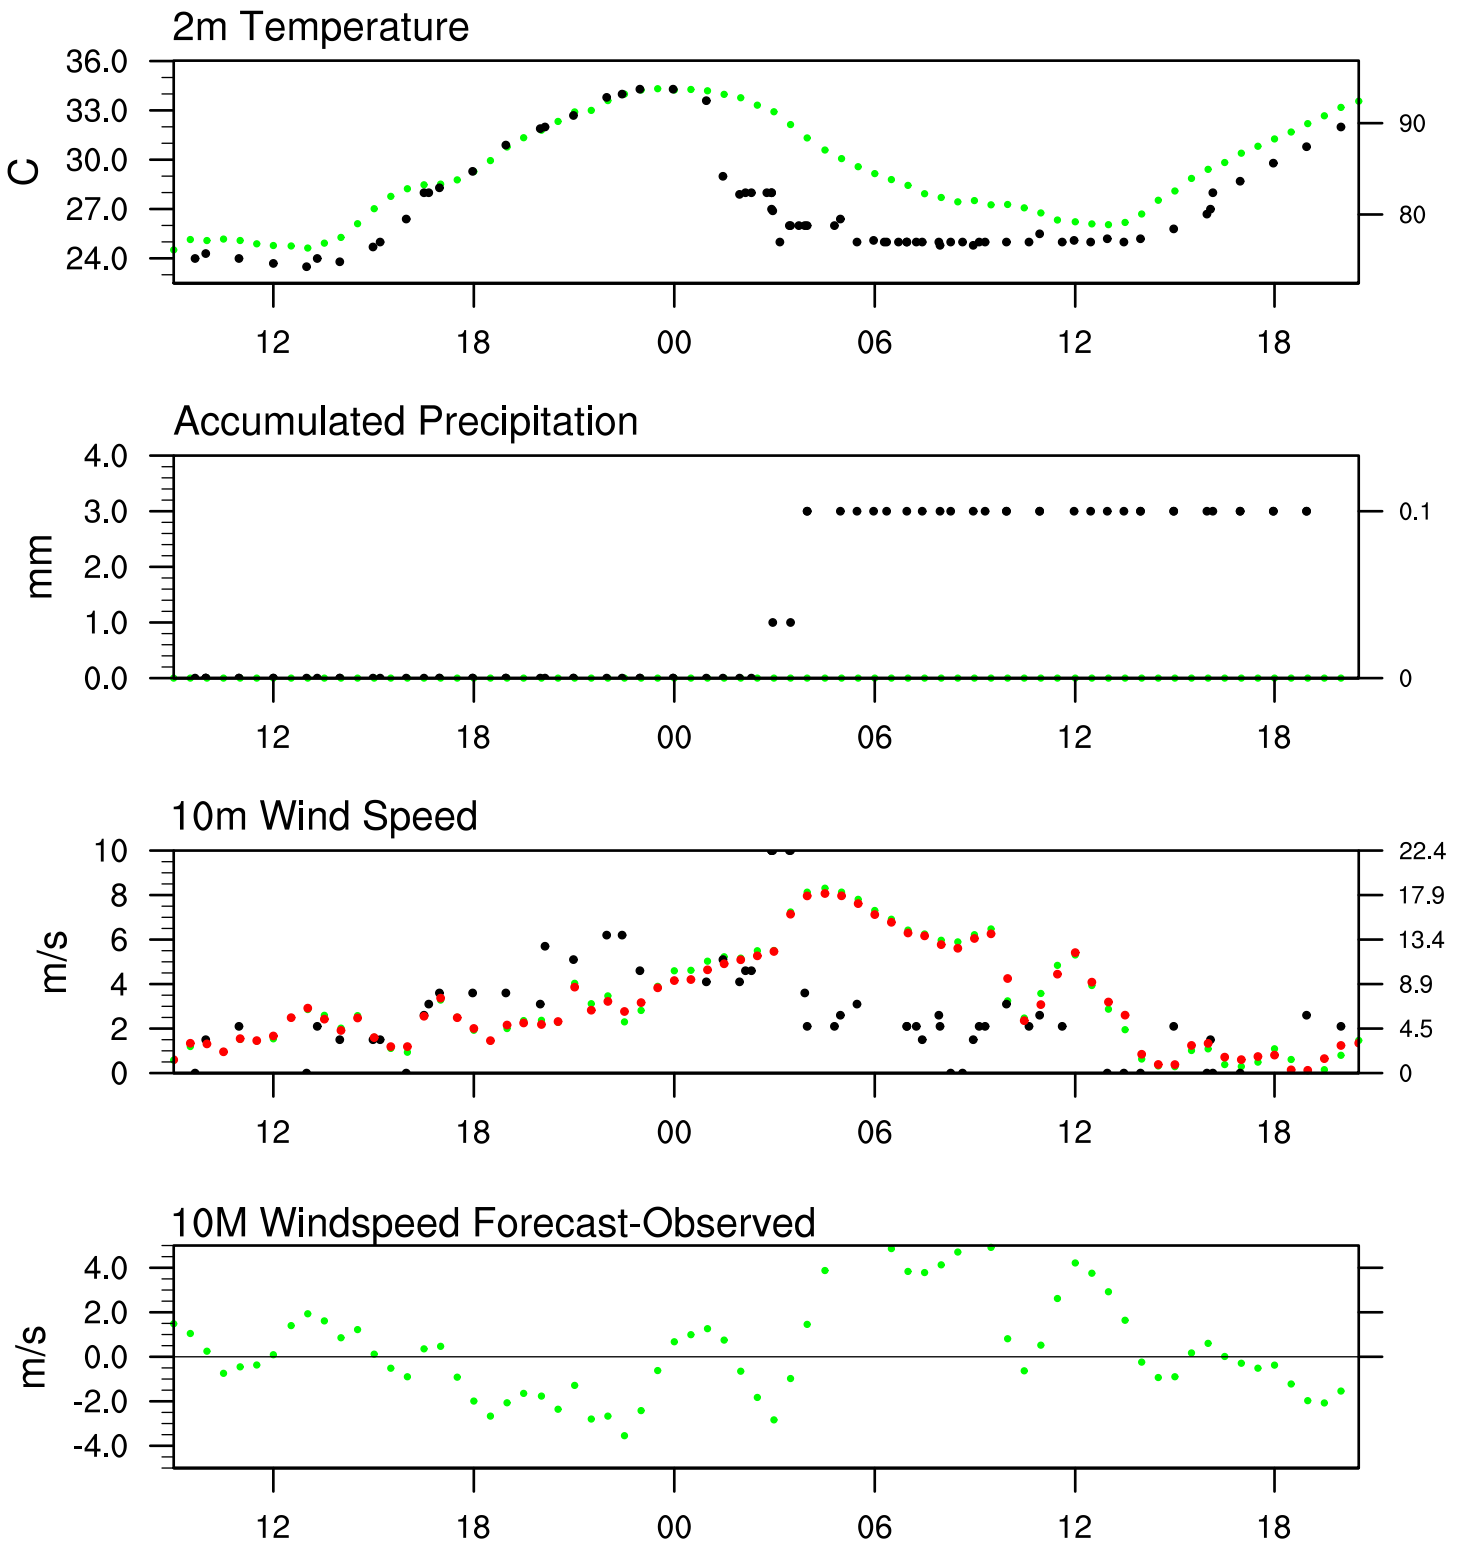 2m Temperature
36.0
33.0
30.0
27.0
24.0
C
90
80
12 18 00 06 12 18
Accumulated Precipitation
4.0
3.0
2.0
1.0
0.0
mm
0.1
0
12 18 00 06 12 18
10m Wind Speed
10
8
6
4
2
0
m/s
22.4
17.9
13.4
8.9
4.5
0
12 18 00 06 12 18
10M Windspeed Forecast-Observed
4.0
2.0
0.0
-2.0
-4.0
m/s
12 18 00 06 12 18